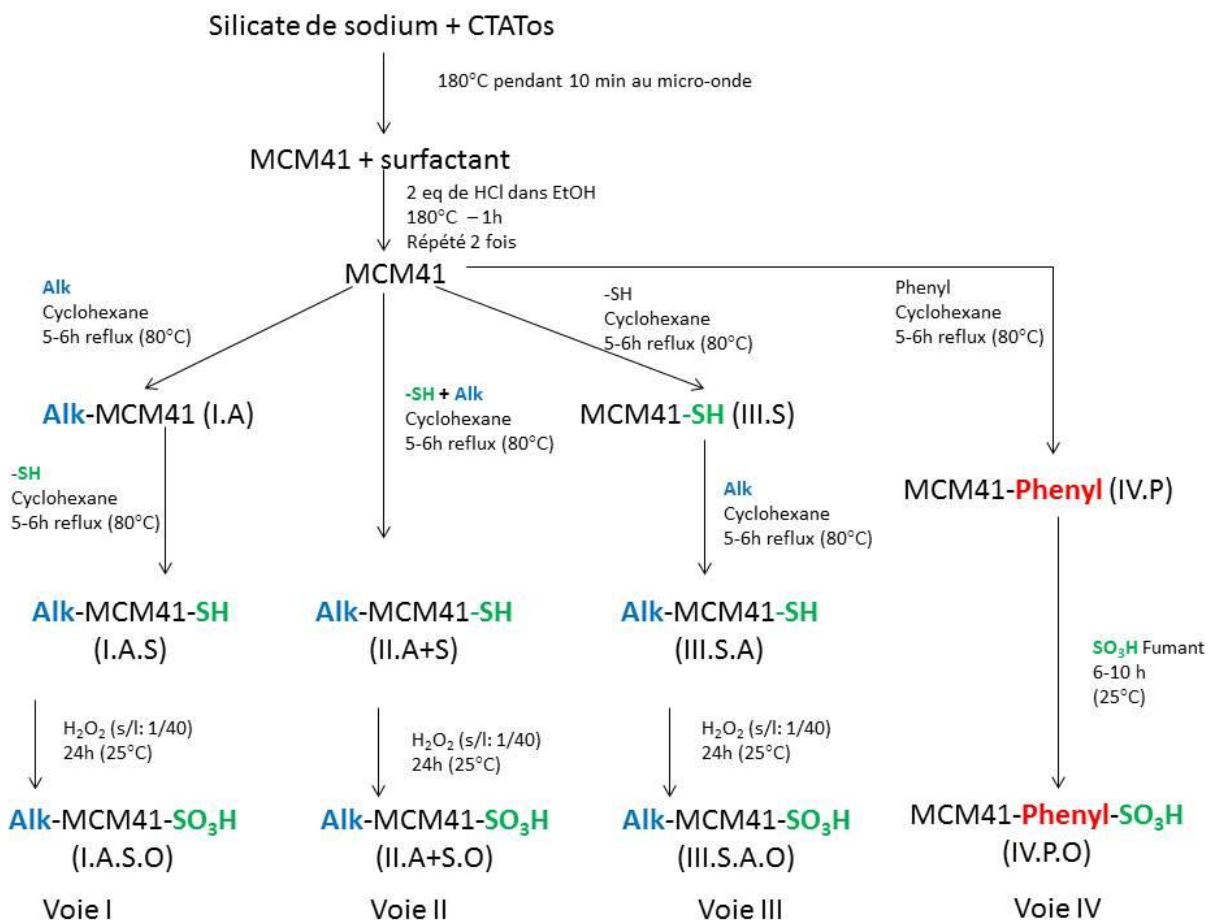 Silicate de sodium + CTATos
180°C pendant 10 min au micro-onde
MCM41 + surfactant
2 eq de HCl dans EtOH
180°C – 1h
Répété 2 fois
MCM41
Alk
Cyclohexane
5-6h reflux (80°C)
-SH
Cyclohexane
5-6h reflux (80°C)
Phenyl
Cyclohexane
5-6h reflux (80°C)
-SH + Alk
Cyclohexane
5-6h reflux (80°C)
Alk-MCM41 (I.A)
MCM41-SH (III.S)
-SH
Cyclohexane
5-6h reflux (80°C)
Alk
Cyclohexane
5-6h reflux (80°C)
MCM41-Phenyl (IV.P)
Alk-MCM41-SH
(I.A.S)
Alk-MCM41-SH
(II.A+S)
Alk-MCM41-SH
(III.S.A)
SO₃H Fumant
6-10 h
(25°C)
H₂O₂ (s/l: 1/40)
24h (25°C)
H₂O₂ (s/l: 1/40)
24h (25°C)
H₂O₂ (s/l: 1/40)
24h (25°C)
Alk-MCM41-SO₃H
(I.A.S.O)
Alk-MCM41-SO₃H
(II.A+S.O)
Alk-MCM41-SO₃H
(III.S.A.O)
MCM41-Phenyl-SO₃H
(IV.P.O)
Voie I
Voie II
Voie III
Voie IV